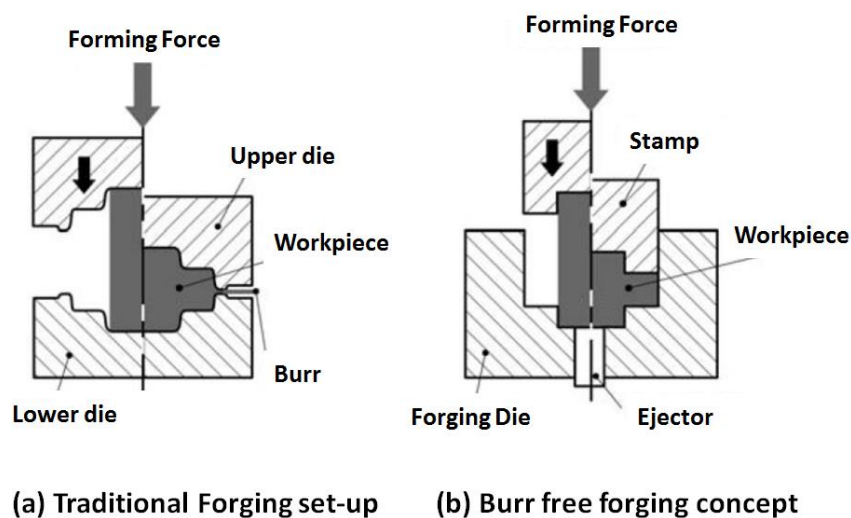 Forming Force
Upper die
Workpiece
Burr
Lower die
(a) Traditional Forging set-up
Forming Force
Stamp
Workpiece
Forging Die
Ejector
(b) Burr free forging concept